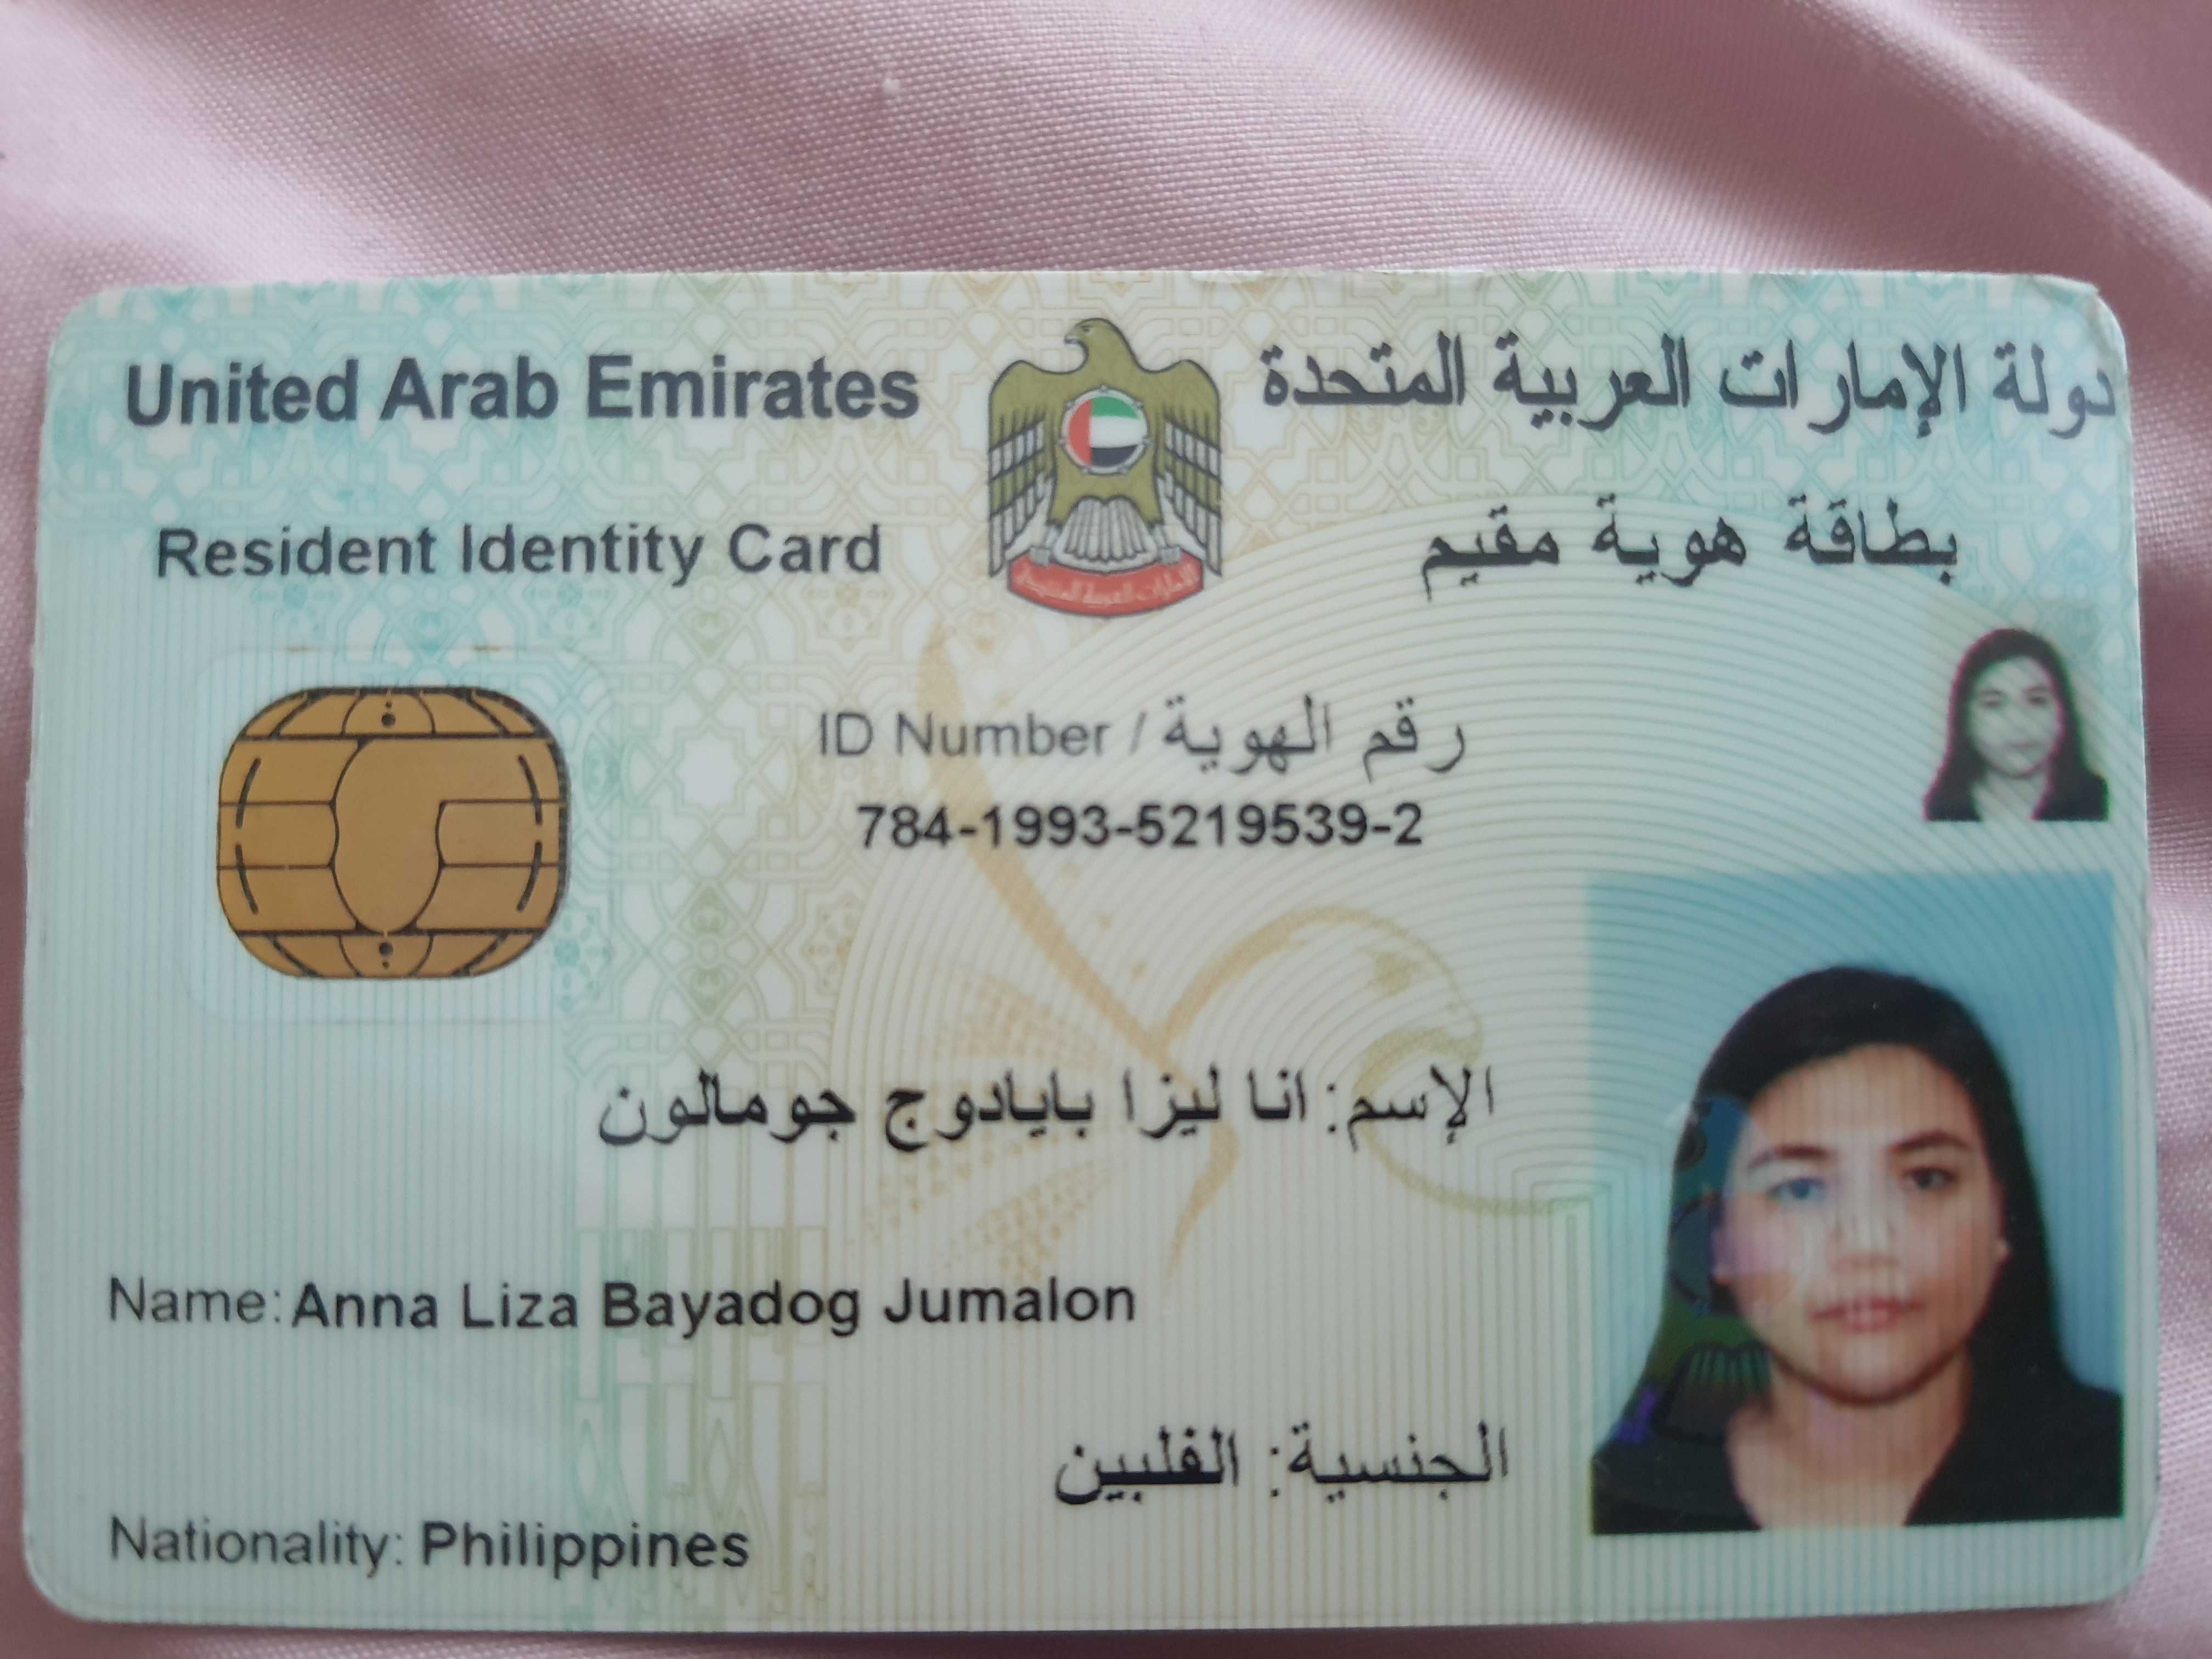 United Arab Emirates
دولة الإمارات العربية المتحدة
Resident Identity Card
بطاقة هوية مقيم
ID Number / رقم الهوية
784-1993-5219539-2
الإسم: انا ليزا بايادوج جومالون
Name: Anna Liza Bayadog Jumalon
الجنسية: الفلبين
Nationality: Philippines